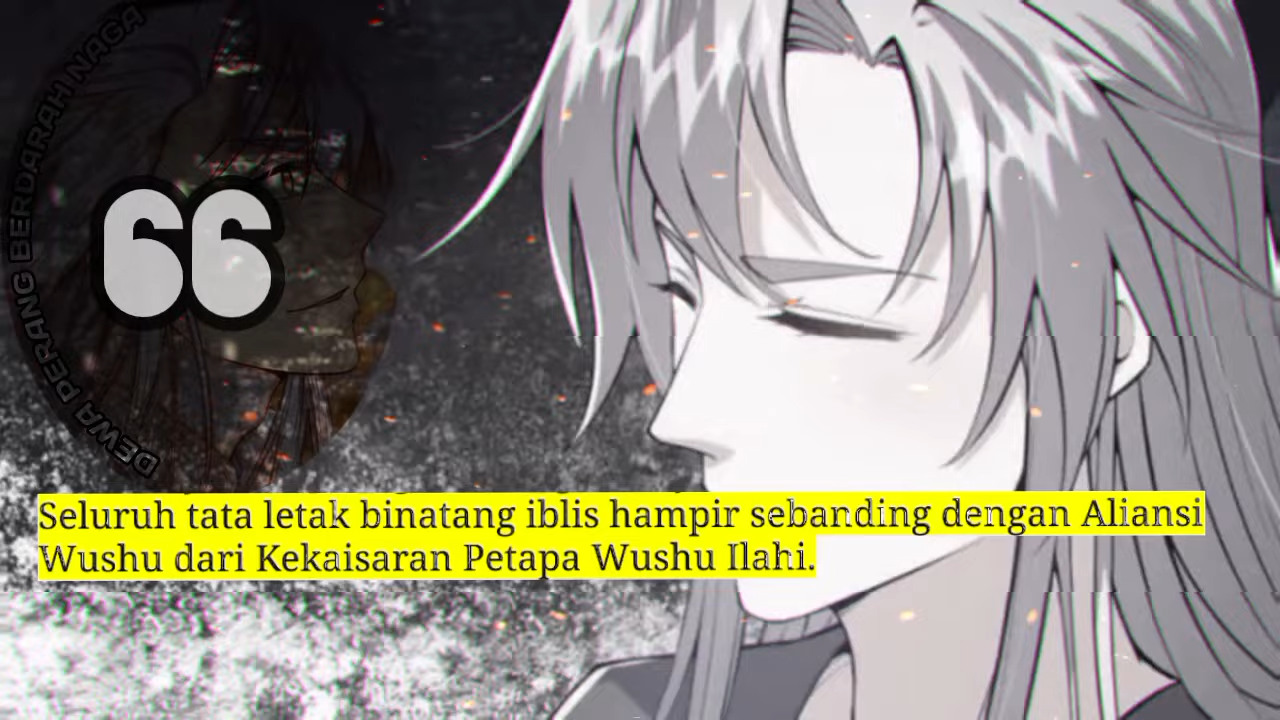 DEWA PERANG BERDARAH NAGA
66
Seluruh tata letak binatang iblis hampir sebanding dengan Aliansi
Wushu dari Kekaisaran Petapa Wushu Ilahi.